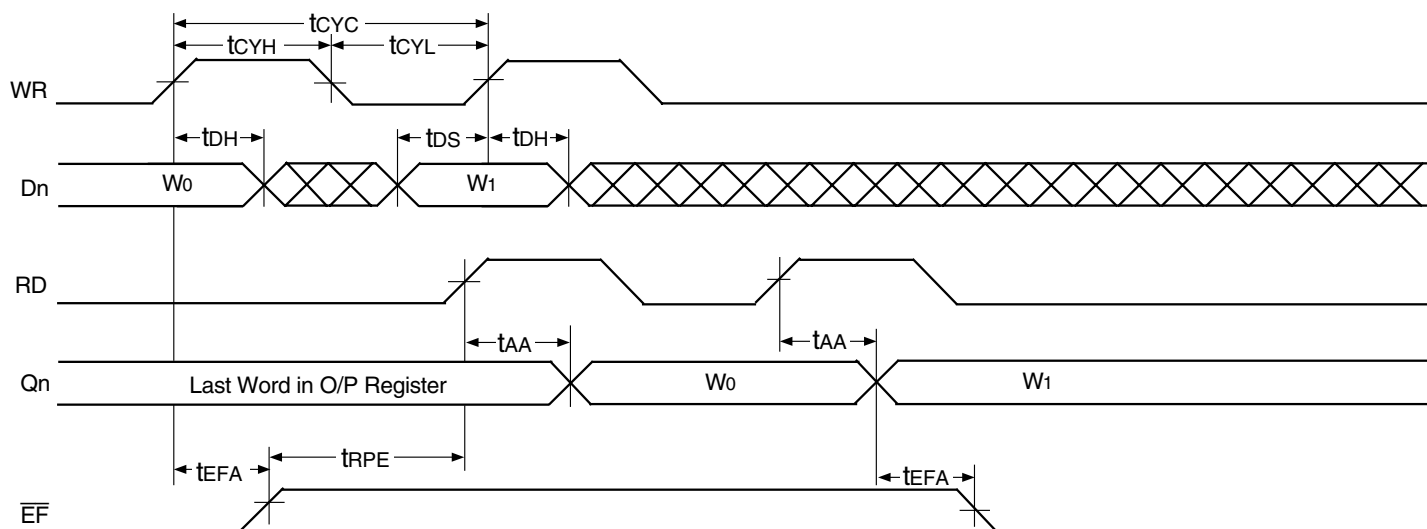 tCYC
tCYH tCYL
WR
tDH tDS tDH
Dn W0 W1
RD
tAA tAA
Qn Last Word in O/P Register W0 W1
tEFA tRPE tEFA
E̅F̅